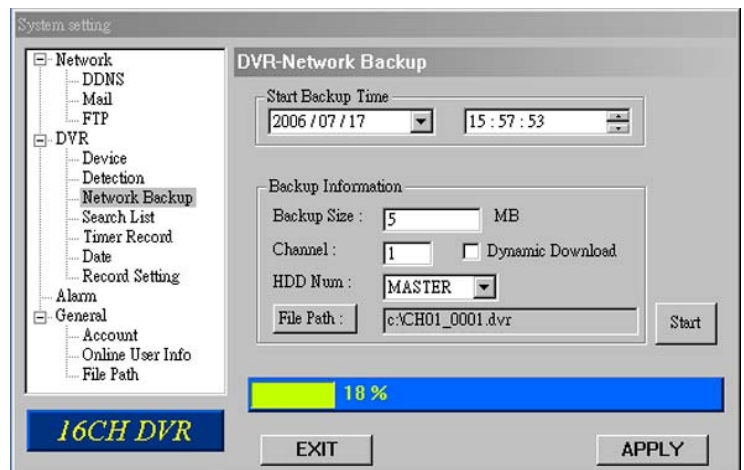 System setting
Network
DDNS
Mail
FTP
DVR
Device
Detection
Network Backup
Search List
Timer Record
Date
Record Setting
Alarm
General
Account
Online User Info
File Path
16CH DVR
DVR-Network Backup
Start Backup Time
2006 / 07 / 17 15 : 57 : 53
Backup Information
Backup Size : 5 MB
Channel : 1 Dynamic Download
HDD Num : MASTER
File Path : c:\CH01_0001.dvr Start
18 %
EXIT APPLY